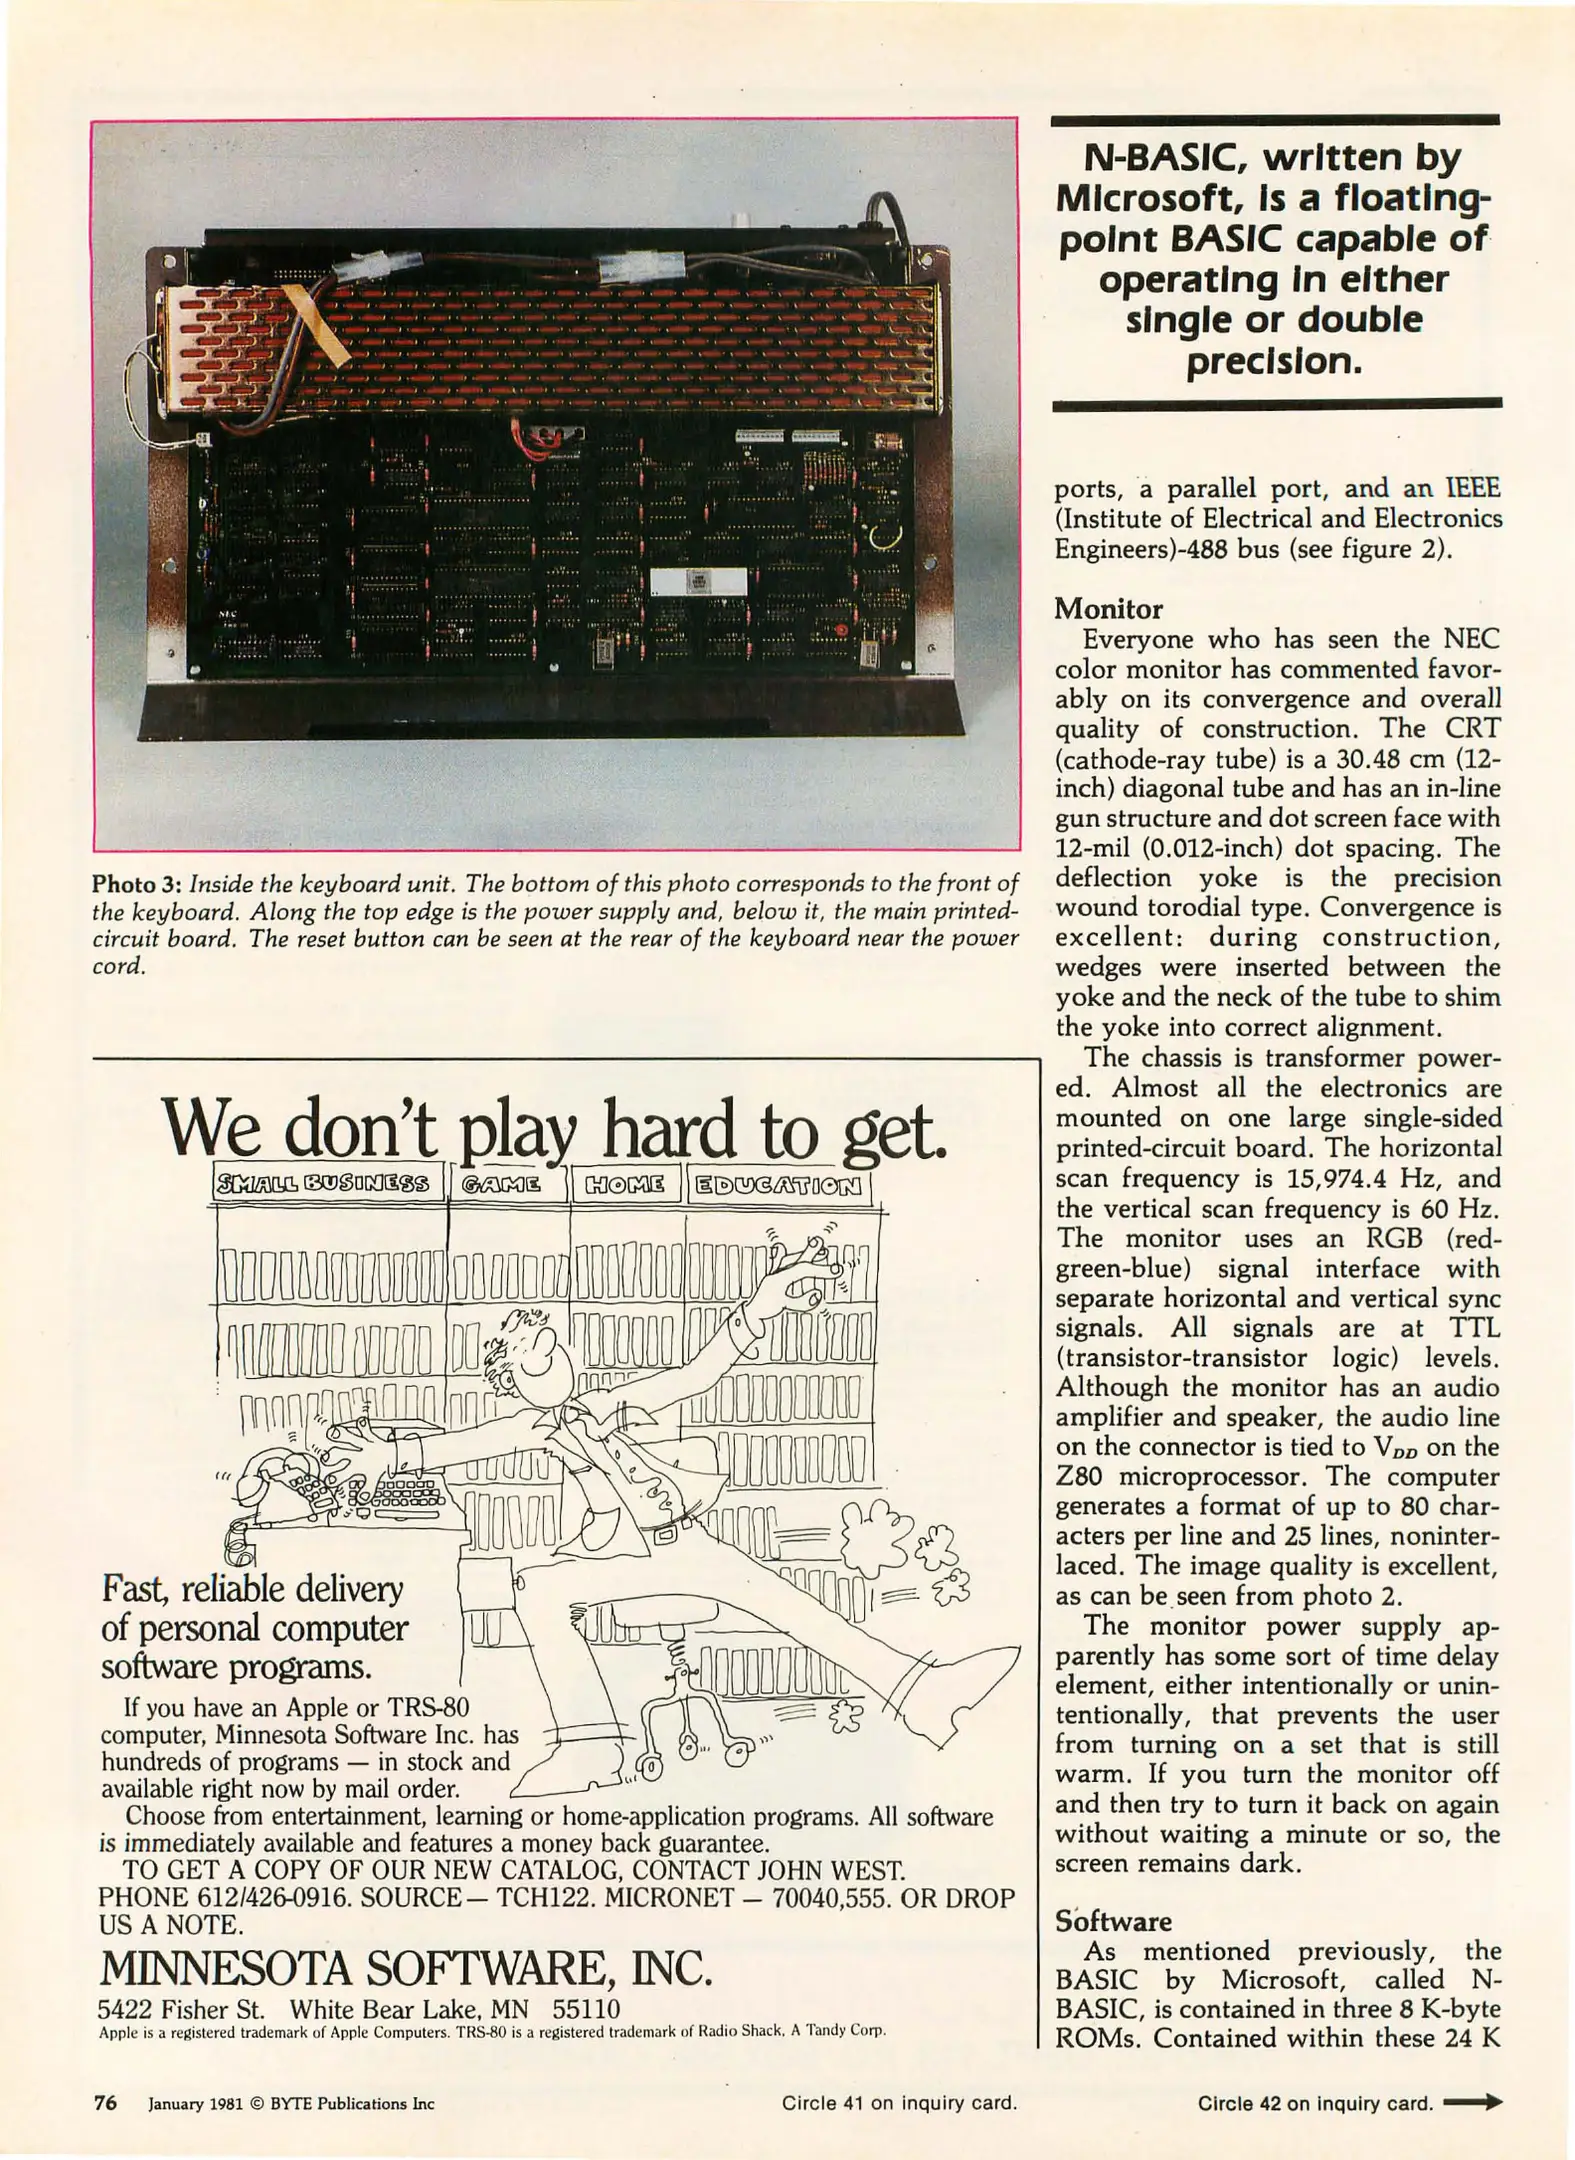 N-BASIC, written by
Microsoft, is a floating-
point BASIC capable of
operating in either
single or double
precision.
Photo 3: Inside the keyboard unit. The bottom of this photo corresponds to the front of
the keyboard. Along the top edge is the power supply and, below it, the main printed-
circuit board. The reset button can be seen at the rear of the keyboard near the power
cord.
ports, a parallel port, and an IEEE
(Institute of Electrical and Electronics
Engineers)-488 bus (see figure 2).
Monitor
Everyone who has seen the NEC
color monitor has commented favor-
ably on its convergence and overall
quality of construction. The CRT
(cathode-ray tube) is a 30.48 cm (12-
inch) diagonal tube and has an in-line
gun structure and dot screen face with
12-mil (0.012-inch) dot spacing. The
deflection yoke is the precision
wound torodial type. Convergence is
excellent: during construction,
wedges were inserted between the
yoke and the neck of the tube to shim
the yoke into correct alignment.
The chassis is transformer power-
ed. Almost all the electronics are
mounted on one large single-sided
printed-circuit board. The horizontal
scan frequency is 15,974.4 Hz, and
the vertical scan frequency is 60 Hz.
The monitor uses an RGB (red-
green-blue) signal interface with
separate horizontal and vertical sync
signals. All signals are at TTL
(transistor-transistor logic) levels.
Although the monitor has an audio
amplifier and speaker, the audio line
on the connector is tied to VDD on the
Z80 microprocessor. The computer
generates a format of up to 80 char-
acters per line and 25 lines, noninter-
laced. The image quality is excellent,
as can be seen from photo 2.
The monitor power supply ap-
parently has some sort of time delay
element, either intentionally or unin-
tentionally, that prevents the user
from turning on a set that is still
warm. If you turn the monitor off
and then try to turn it back on again
without waiting a minute or so, the
screen remains dark.
Software
As mentioned previously, the
BASIC by Microsoft, called N-
BASIC, is contained in three 8 K-byte
ROMs. Contained within these 24 K
We don't play hard to get.
SMALL BUSINESS GAME HOME EDUCATION
Fast, reliable delivery
of personal computer
software programs.
If you have an Apple or TRS-80
computer, Minnesota Software Inc. has
hundreds of programs — in stock and
available right now by mail order.
Choose from entertainment, learning or home-application programs. All software
is immediately available and features a money back guarantee.
TO GET A COPY OF OUR NEW CATALOG, CONTACT JOHN WEST.
PHONE 612/426-0916. SOURCE — TCH122. MICRONET — 70040,555. OR DROP
US A NOTE.
MINNESOTA SOFTWARE, INC.
5422 Fisher St. White Bear Lake, MN 55110
Apple is a registered trademark of Apple Computers. TRS-80 is a registered trademark of Radio Shack, A Tandy Corp.
76 January 1981 © BYTE Publications Inc
Circle 41 on inquiry card.
Circle 42 on inquiry card.
NEC